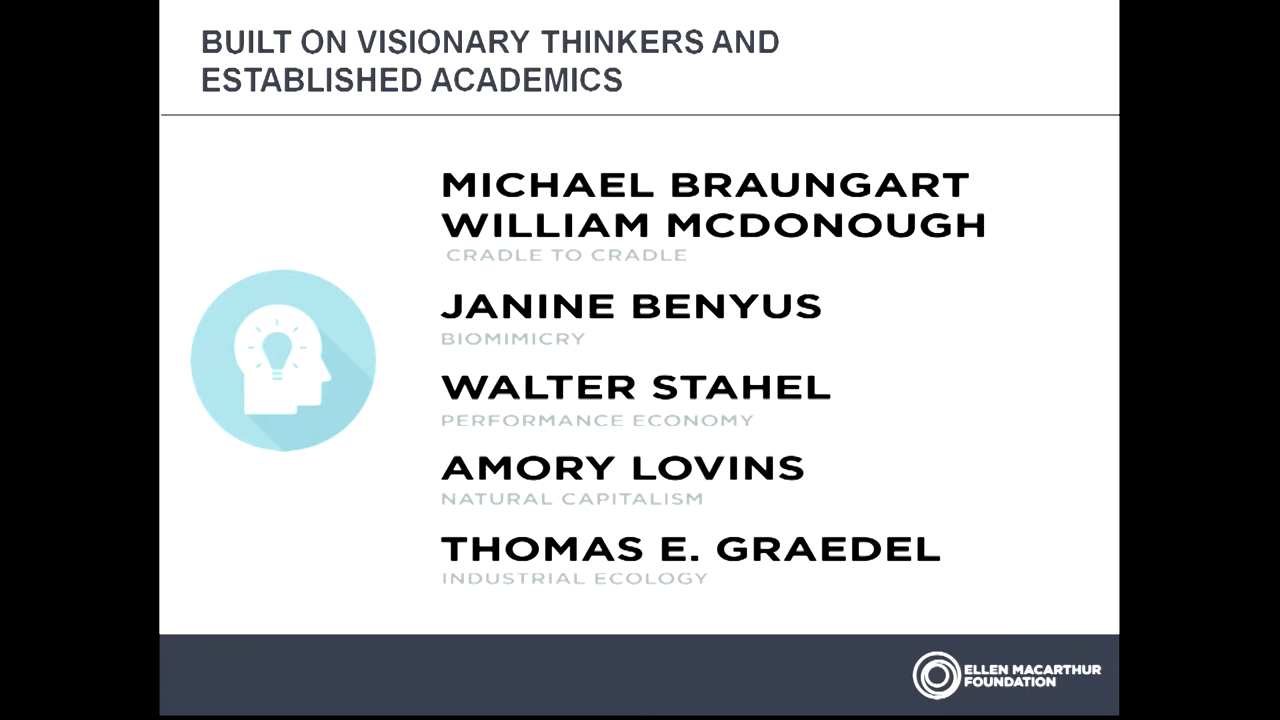 BUILT ON VISIONARY THINKERS AND
ESTABLISHED ACADEMICS
MICHAEL BRAUNGART
WILLIAM MCDONOUGH
CRADLE TO CRADLE
JANINE BENYUS
BIOMIMICRY
WALTER STAHEL
PERFORMANCE ECONOMY
AMORY LOVINS
NATURAL CAPITALISM
THOMAS E. GRAEDEL
INDUSTRIAL ECOLOGY
ELLEN MACARTHUR
FOUNDATION